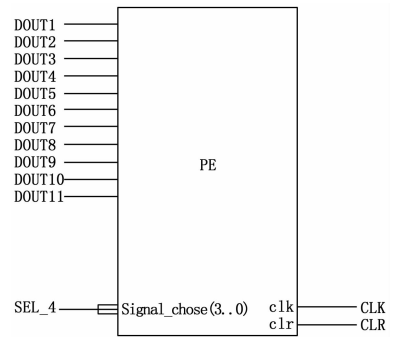 DOUT1
DOUT2
DOUT3
DOUT4
DOUT5
DOUT6
DOUT7
DOUT8
DOUT9
DOUT10
DOUT11
PE
SEL_4
Signal_chose(3..0)
clk
CLK
clr
CLR